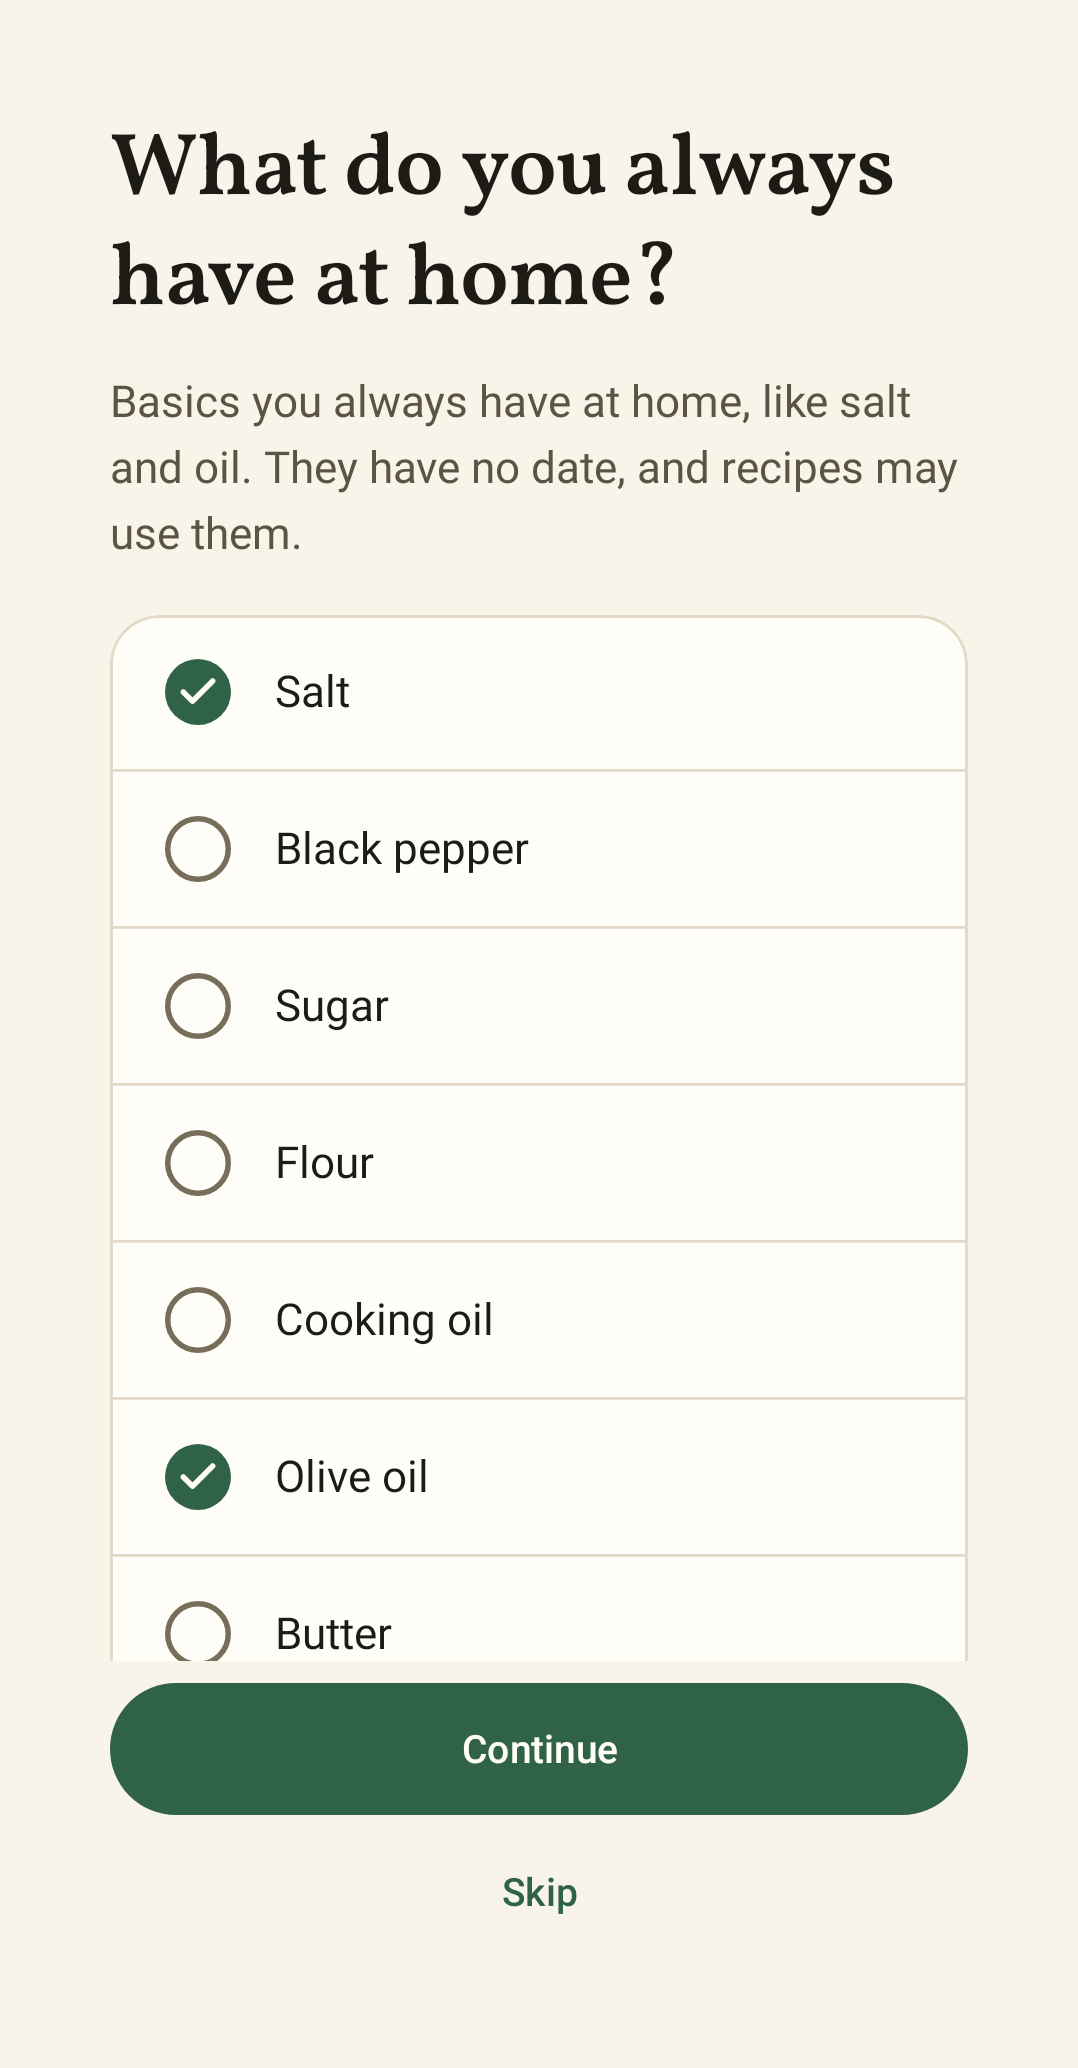 What do you always
have at home?
Basics you always have at home, like salt
and oil. They have no date, and recipes may
use them.
Salt
Black pepper
Sugar
Flour
Cooking oil
Olive oil
Butter
Continue
Skip